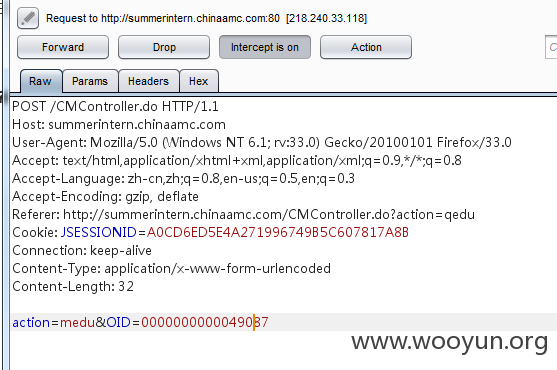 Request to http://summerintern.chinaamc.com:80 [218.240.33.118]
Forward Drop Intercept is on Action
Raw Params Headers Hex
POST /CMController.do HTTP/1.1
Host: summerintern.chinaamc.com
User-Agent: Mozilla/5.0 (Windows NT 6.1; rv:33.0) Gecko/20100101 Firefox/33.0
Accept: text/html,application/xhtml+xml,application/xml;q=0.9,*/*;q=0.8
Accept-Language: zh-cn,zh;q=0.8,en-us;q=0.5,en;q=0.3
Accept-Encoding: gzip, deflate
Referer: http://summerintern.chinaamc.com/CMController.do?action=qedu
Cookie: JSESSIONID=A0CD6ED5E4A271996749B5C607817A8B
Connection: keep-alive
Content-Type: application/x-www-form-urlencoded
Content-Length: 32
action=medu&OID=0000000000049087
www.wooyun.org